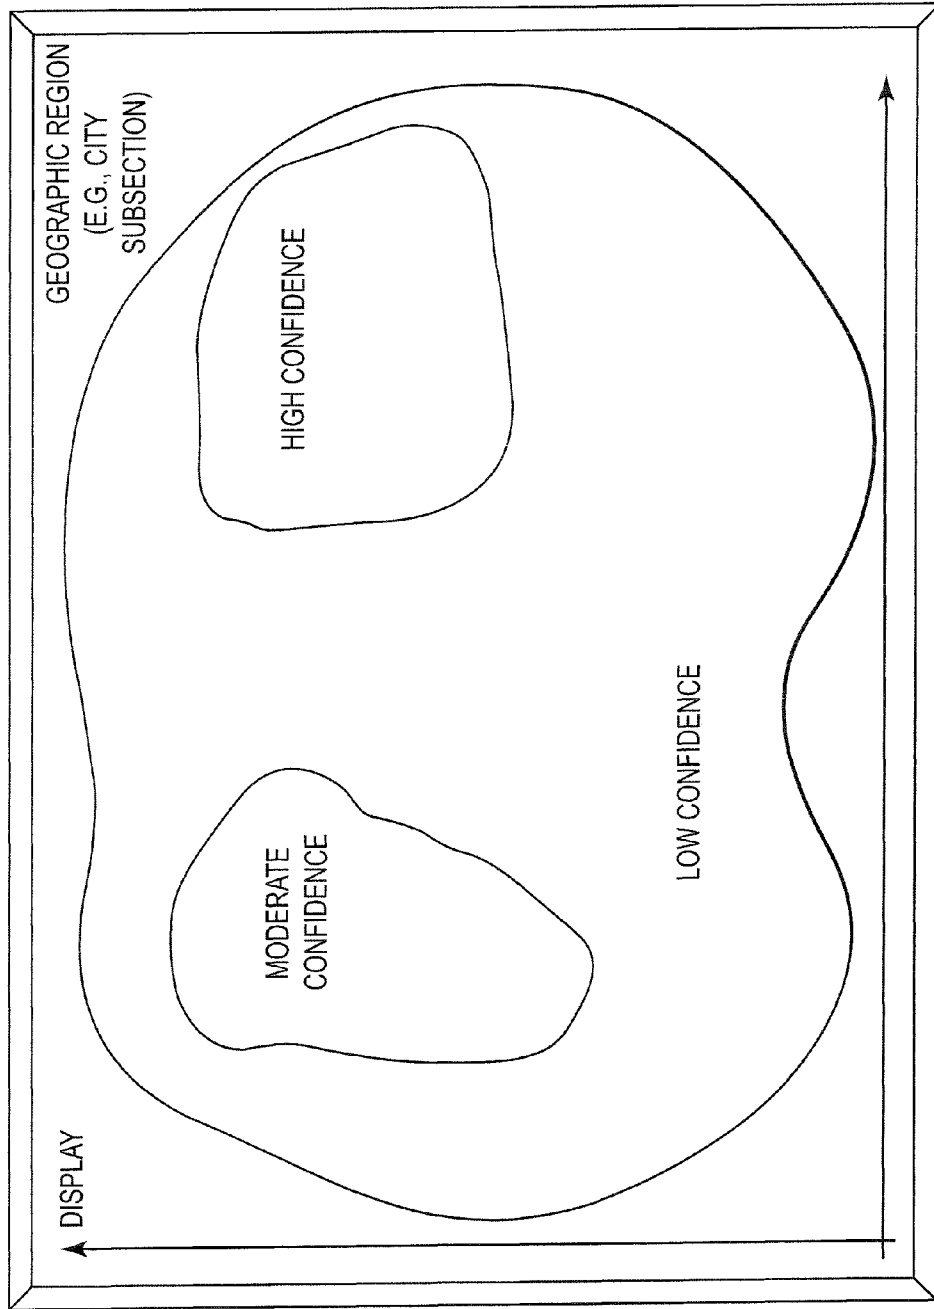 DISPLAY
GEOGRAPHIC REGION
(E.G., CITY
SUBSECTION)
MODERATE
CONFIDENCE
HIGH CONFIDENCE
LOW CONFIDENCE